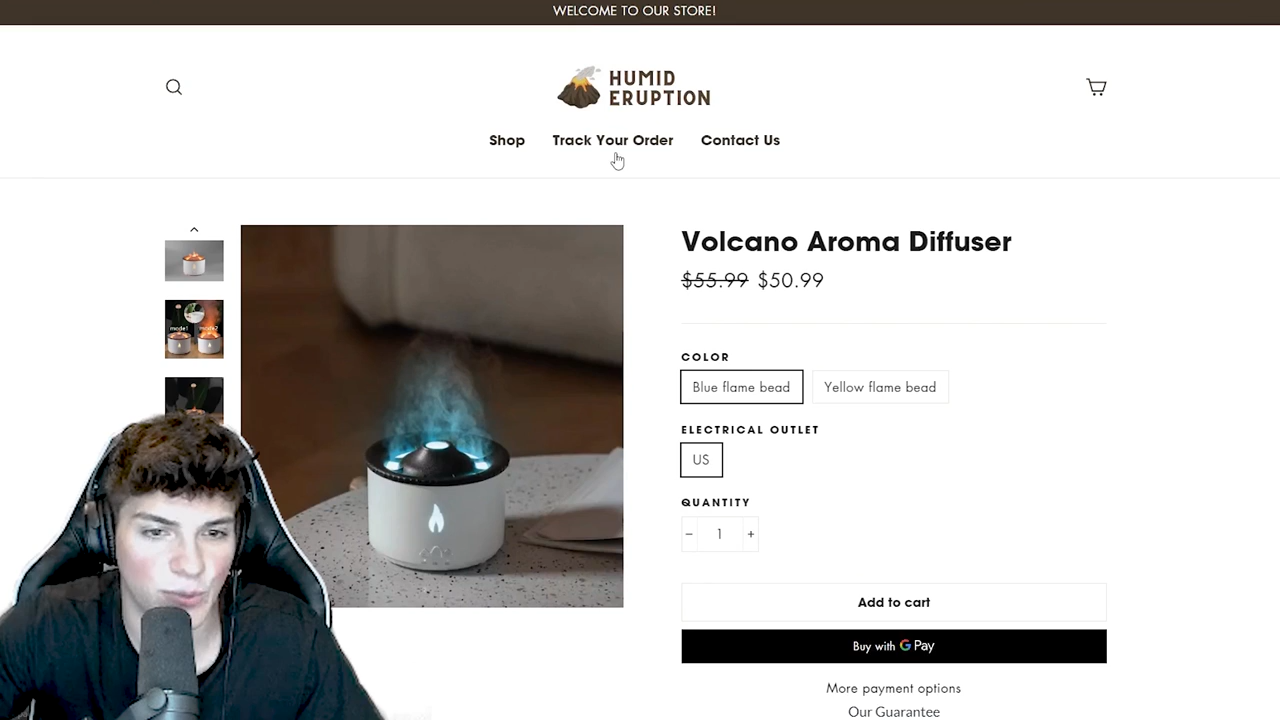 WELCOME TO OUR STORE!
HUMID
ERUPTION
Shop Track Your Order Contact Us
Volcano Aroma Diffuser
$55.99 $50.99
COLOR
Blue flame bead Yellow flame bead
mode1 mode2
ELECTRICAL OUTLET
US
QUANTITY
− 1 +
Add to cart
Buy with G Pay
More payment options
Our Guarantee